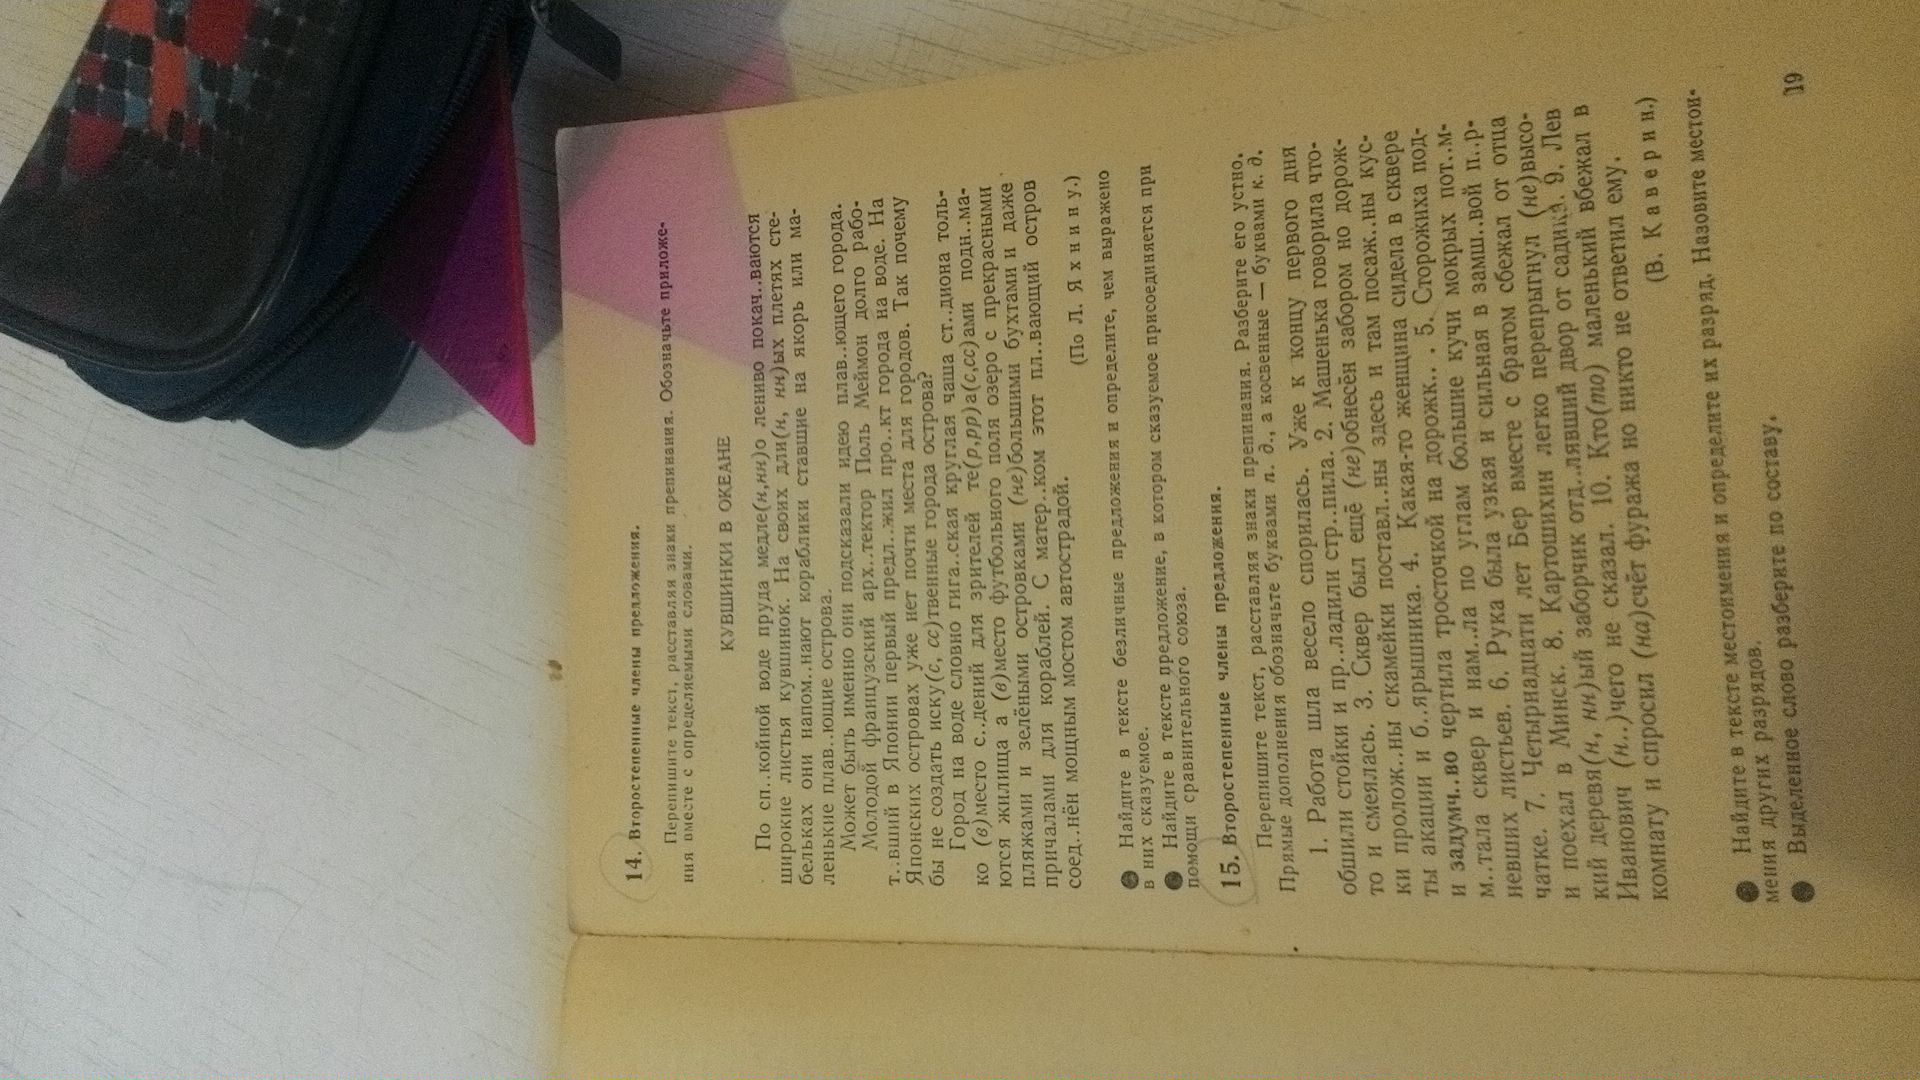 14. Второстепенные члены предложения.
Перепишите текст, расставляя знаки препинания. Обозначьте приложе-
ния вместе с определяемыми словами.
КУВШИНКИ В ОКЕАНЕ
По сп..койной воде пруда медле(н,нн)о лениво покач..ваются
широкие листья кувшинок. На своих дли(н, нн)ых плетях сте-
бельках они напом..нают кораблики ставшие на якорь или ма-
ленькие плав..ющие острова.
Может быть именно они подсказали идею плав..ющего города.
Молодой французский арх..тектор Поль Меймон долго рабо-
т..вший в Японии первый предл..жил про..кт города на воде. На
Японских островах уже нет почти места для городов. Так почему
бы не создать иску(с, сс)твенные города острова?
Город на воде словно гига..ская круглая чаша ст..диона толь-
ко (в)место с..дений для зрителей те(р,рр)а(с,сс)ами подн..ма-
ются жилища а (в)место футбольного поля озеро с прекрасными
пляжами и зелёными островками (не)большими бухтами и даже
причалами для кораблей. С матер..ком этот пл..вающий остров
соед..нён мощным мостом автострадой.
(По Л. Яхнину.)
Найдите в тексте безличные предложения и определите, чем выражено
в них сказуемое.
Найдите в тексте предложение, в котором сказуемое присоединяется при
помощи сравнительного союза.
15. Второстепенные члены предложения.
Перепишите текст, расставляя знаки препинания. Разберите его устно.
Прямые дополнения обозначьте буквами п. д., а косвенные — буквами к. д.
1. Работа шла весело спорилась. Уже к концу первого дня
обшили стойки и пр..ладили стр..пила. 2. Машенька говорила что-
то и смеялась. 3. Сквер был ещё (не)обнесён забором но дорож-
ки пролож..ны скамейки поставл..ны здесь и там посаж..ны кус-
ты акации и б..ярышника. 4. Какая-то женщина сидела в сквере
и задумч..во чертила тросточкой на дорожк.. . 5. Сторожиха под-
м..тала сквер и нам..ла по углам большие кучи мокрых пот..м-
невших листьев. 6. Рука была узкая и сильная в замш..вой п..р-
чатке. 7. Четырнадцати лет Бер вместе с братом сбежал от отца
и поехал в Минск. 8. Картошихин легко перепрыгнул (не)высо-
кий деревя(н, нн)ый заборчик отд..лявший двор от садика. 9. Лев
Иванович (н..)чего не сказал. 10. Кто(то) маленький вбежал в
комнату и спросил (на)счёт фуража но никто не ответил ему.
(В. Каверин.)
Найдите в тексте местоимения и определите их разряд. Назовите местои-
мения других разрядов.
Выделенное слово разберите по составу.
19